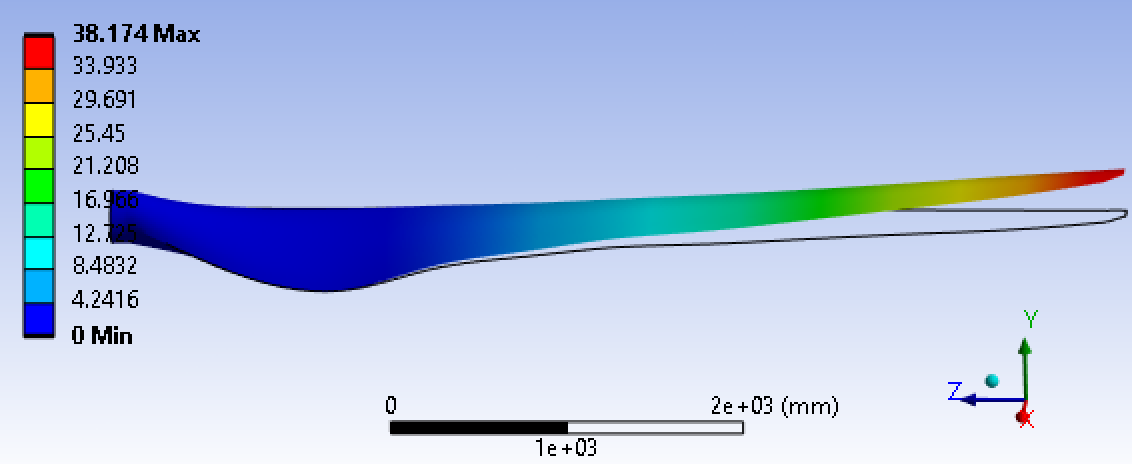 38.174 Max
33.933
29.691
25.45
21.208
16.966
12.725
8.4832
4.2416
0 Min
0 2e+03 (mm)
1e+03
Y
Z
X